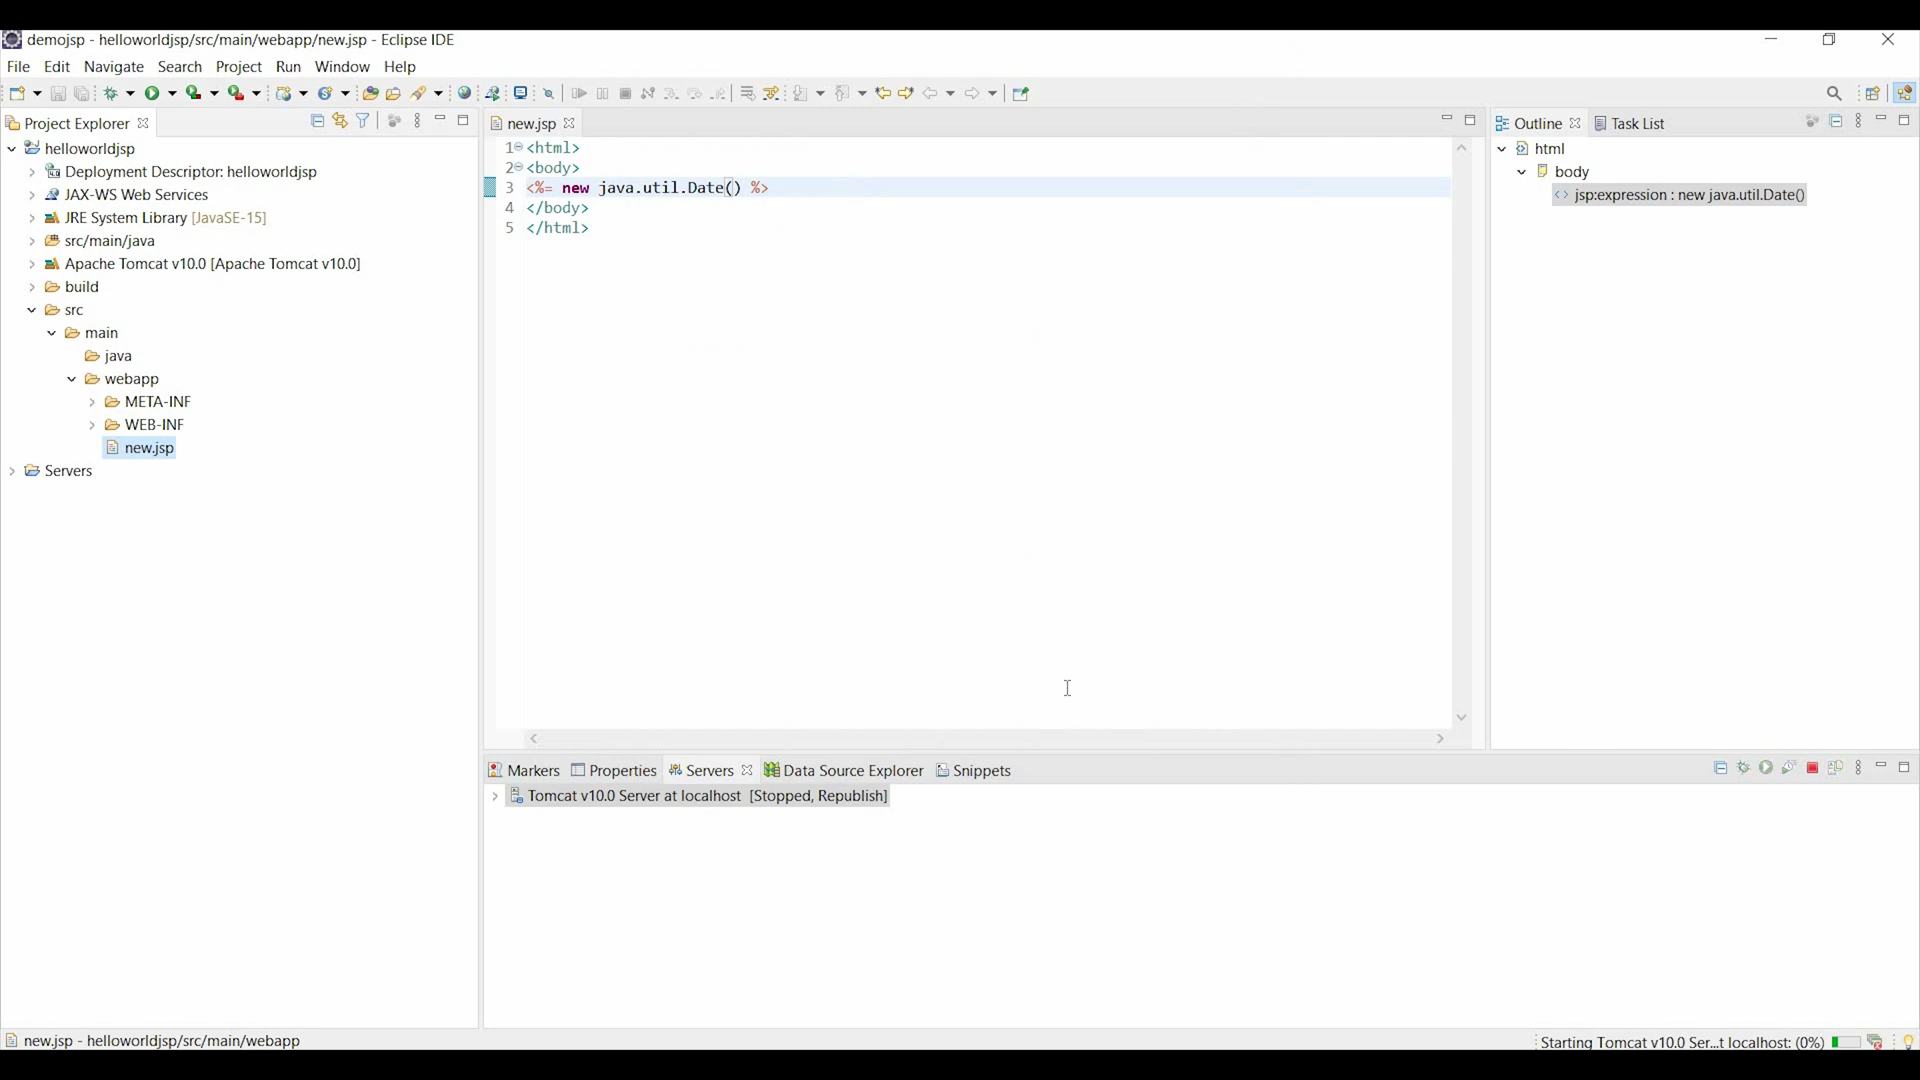 demojsp - helloworldjsp/src/main/webapp/new.jsp - Eclipse IDE
File Edit Navigate Search Project Run Window Help
Project Explorer
helloworldjsp
Deployment Descriptor: helloworldjsp
JAX-WS Web Services
JRE System Library [JavaSE-15]
src/main/java
Apache Tomcat v10.0 [Apache Tomcat v10.0]
build
src
main
java
webapp
META-INF
WEB-INF
new.jsp
Servers
new.jsp
1 <html>
2 <body>
3 <%= new java.util.Date() %>
4 </body>
5 </html>
Outline Task List
html
body
jsp:expression : new java.util.Date()
Markers Properties Servers Data Source Explorer Snippets
Tomcat v10.0 Server at localhost [Stopped, Republish]
new.jsp - helloworldjsp/src/main/webapp
Starting Tomcat v10.0 Ser...t localhost: (0%)